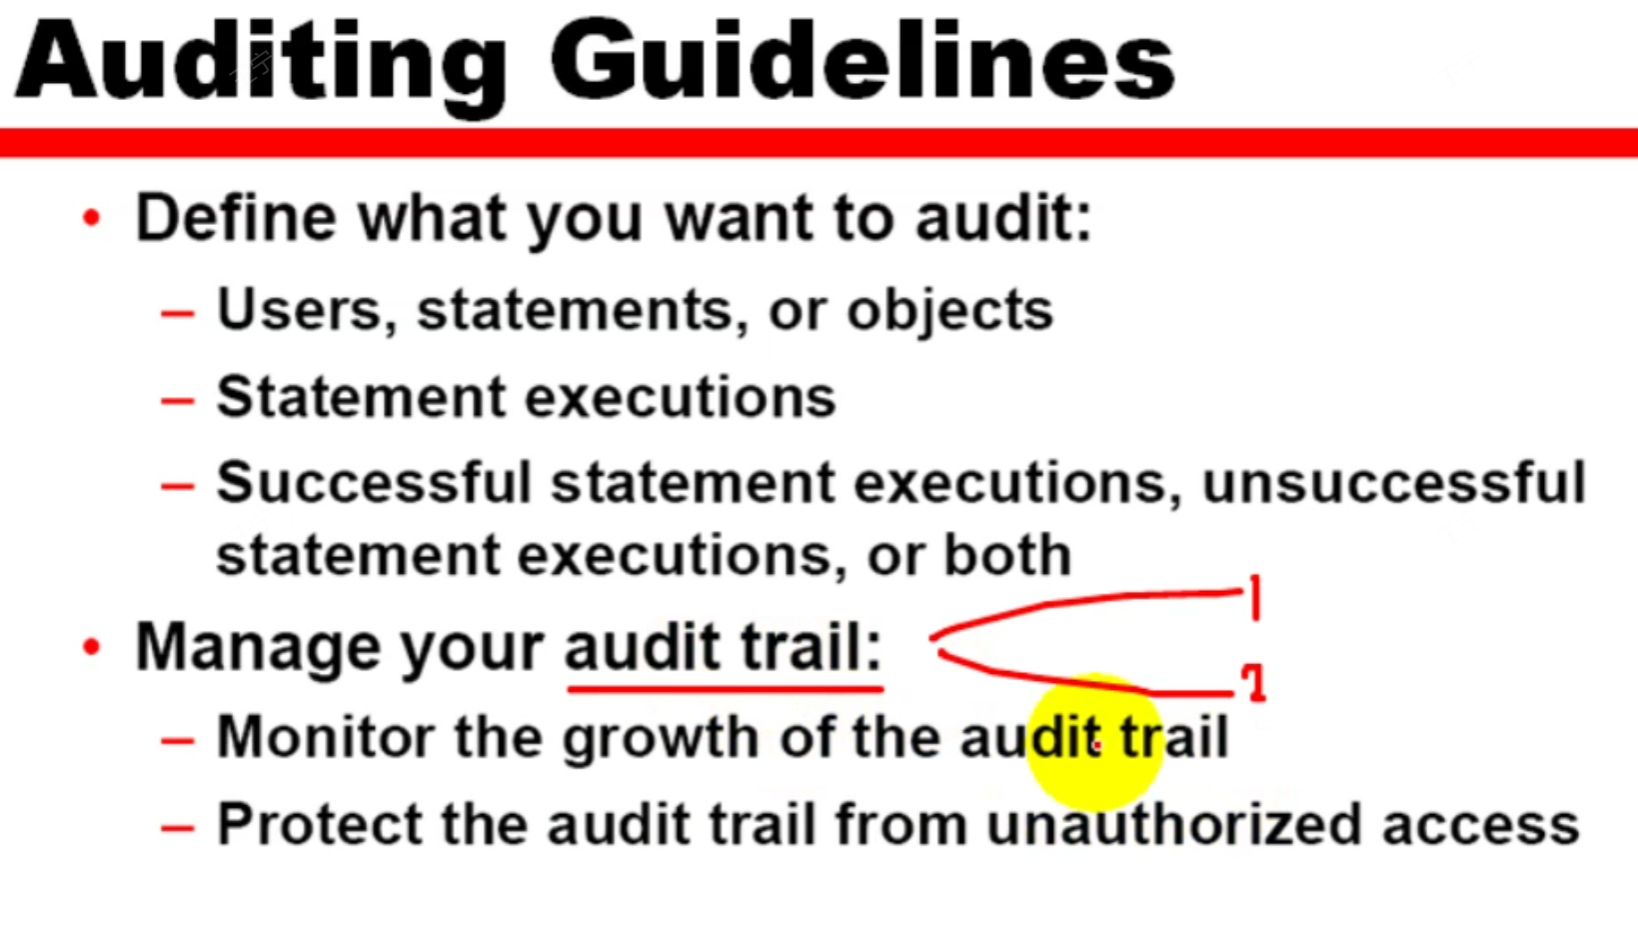 Auditing Guidelines
• Define what you want to audit:
– Users, statements, or objects
– Statement executions
– Successful statement executions, unsuccessful
statement executions, or both
1
• Manage your audit trail:
– Monitor the growth of the audit trail
– Protect the audit trail from unauthorized access